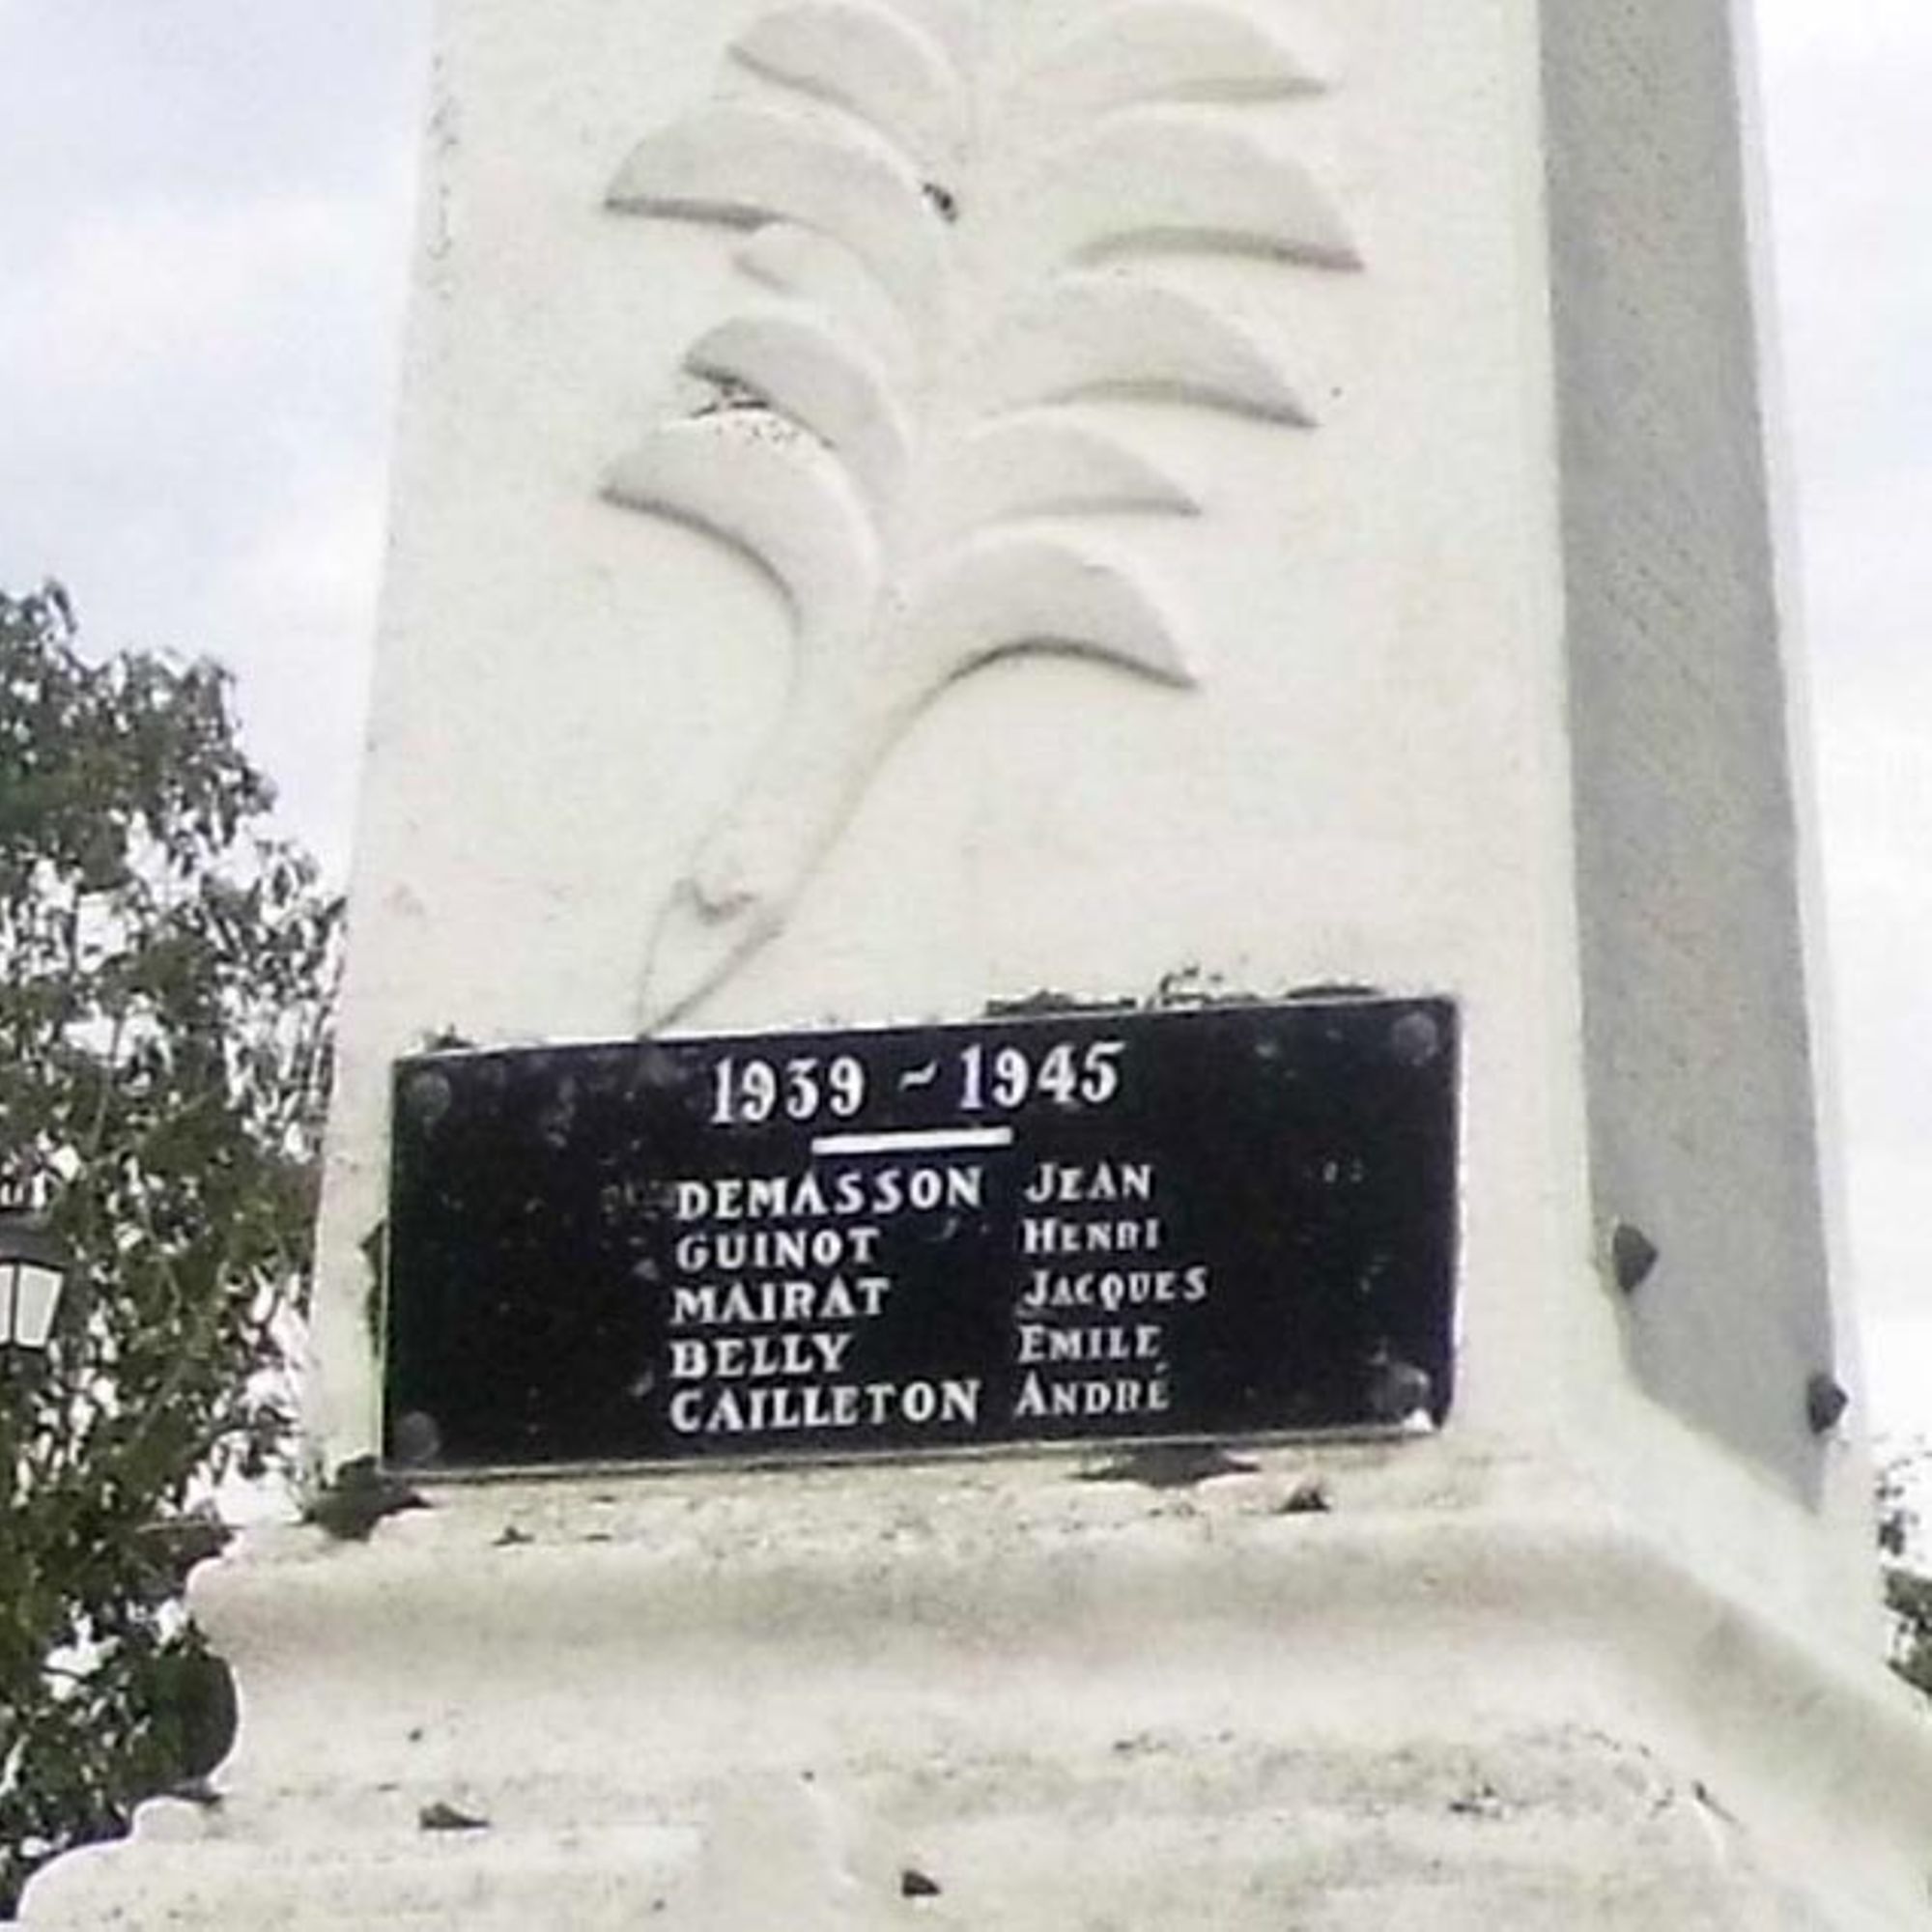 1939 ~ 1945
DEMASSON JEAN
GUINOT HENRI
MAIRAT JACQUES
BELLY EMILE
CAILLETON ANDRÉ